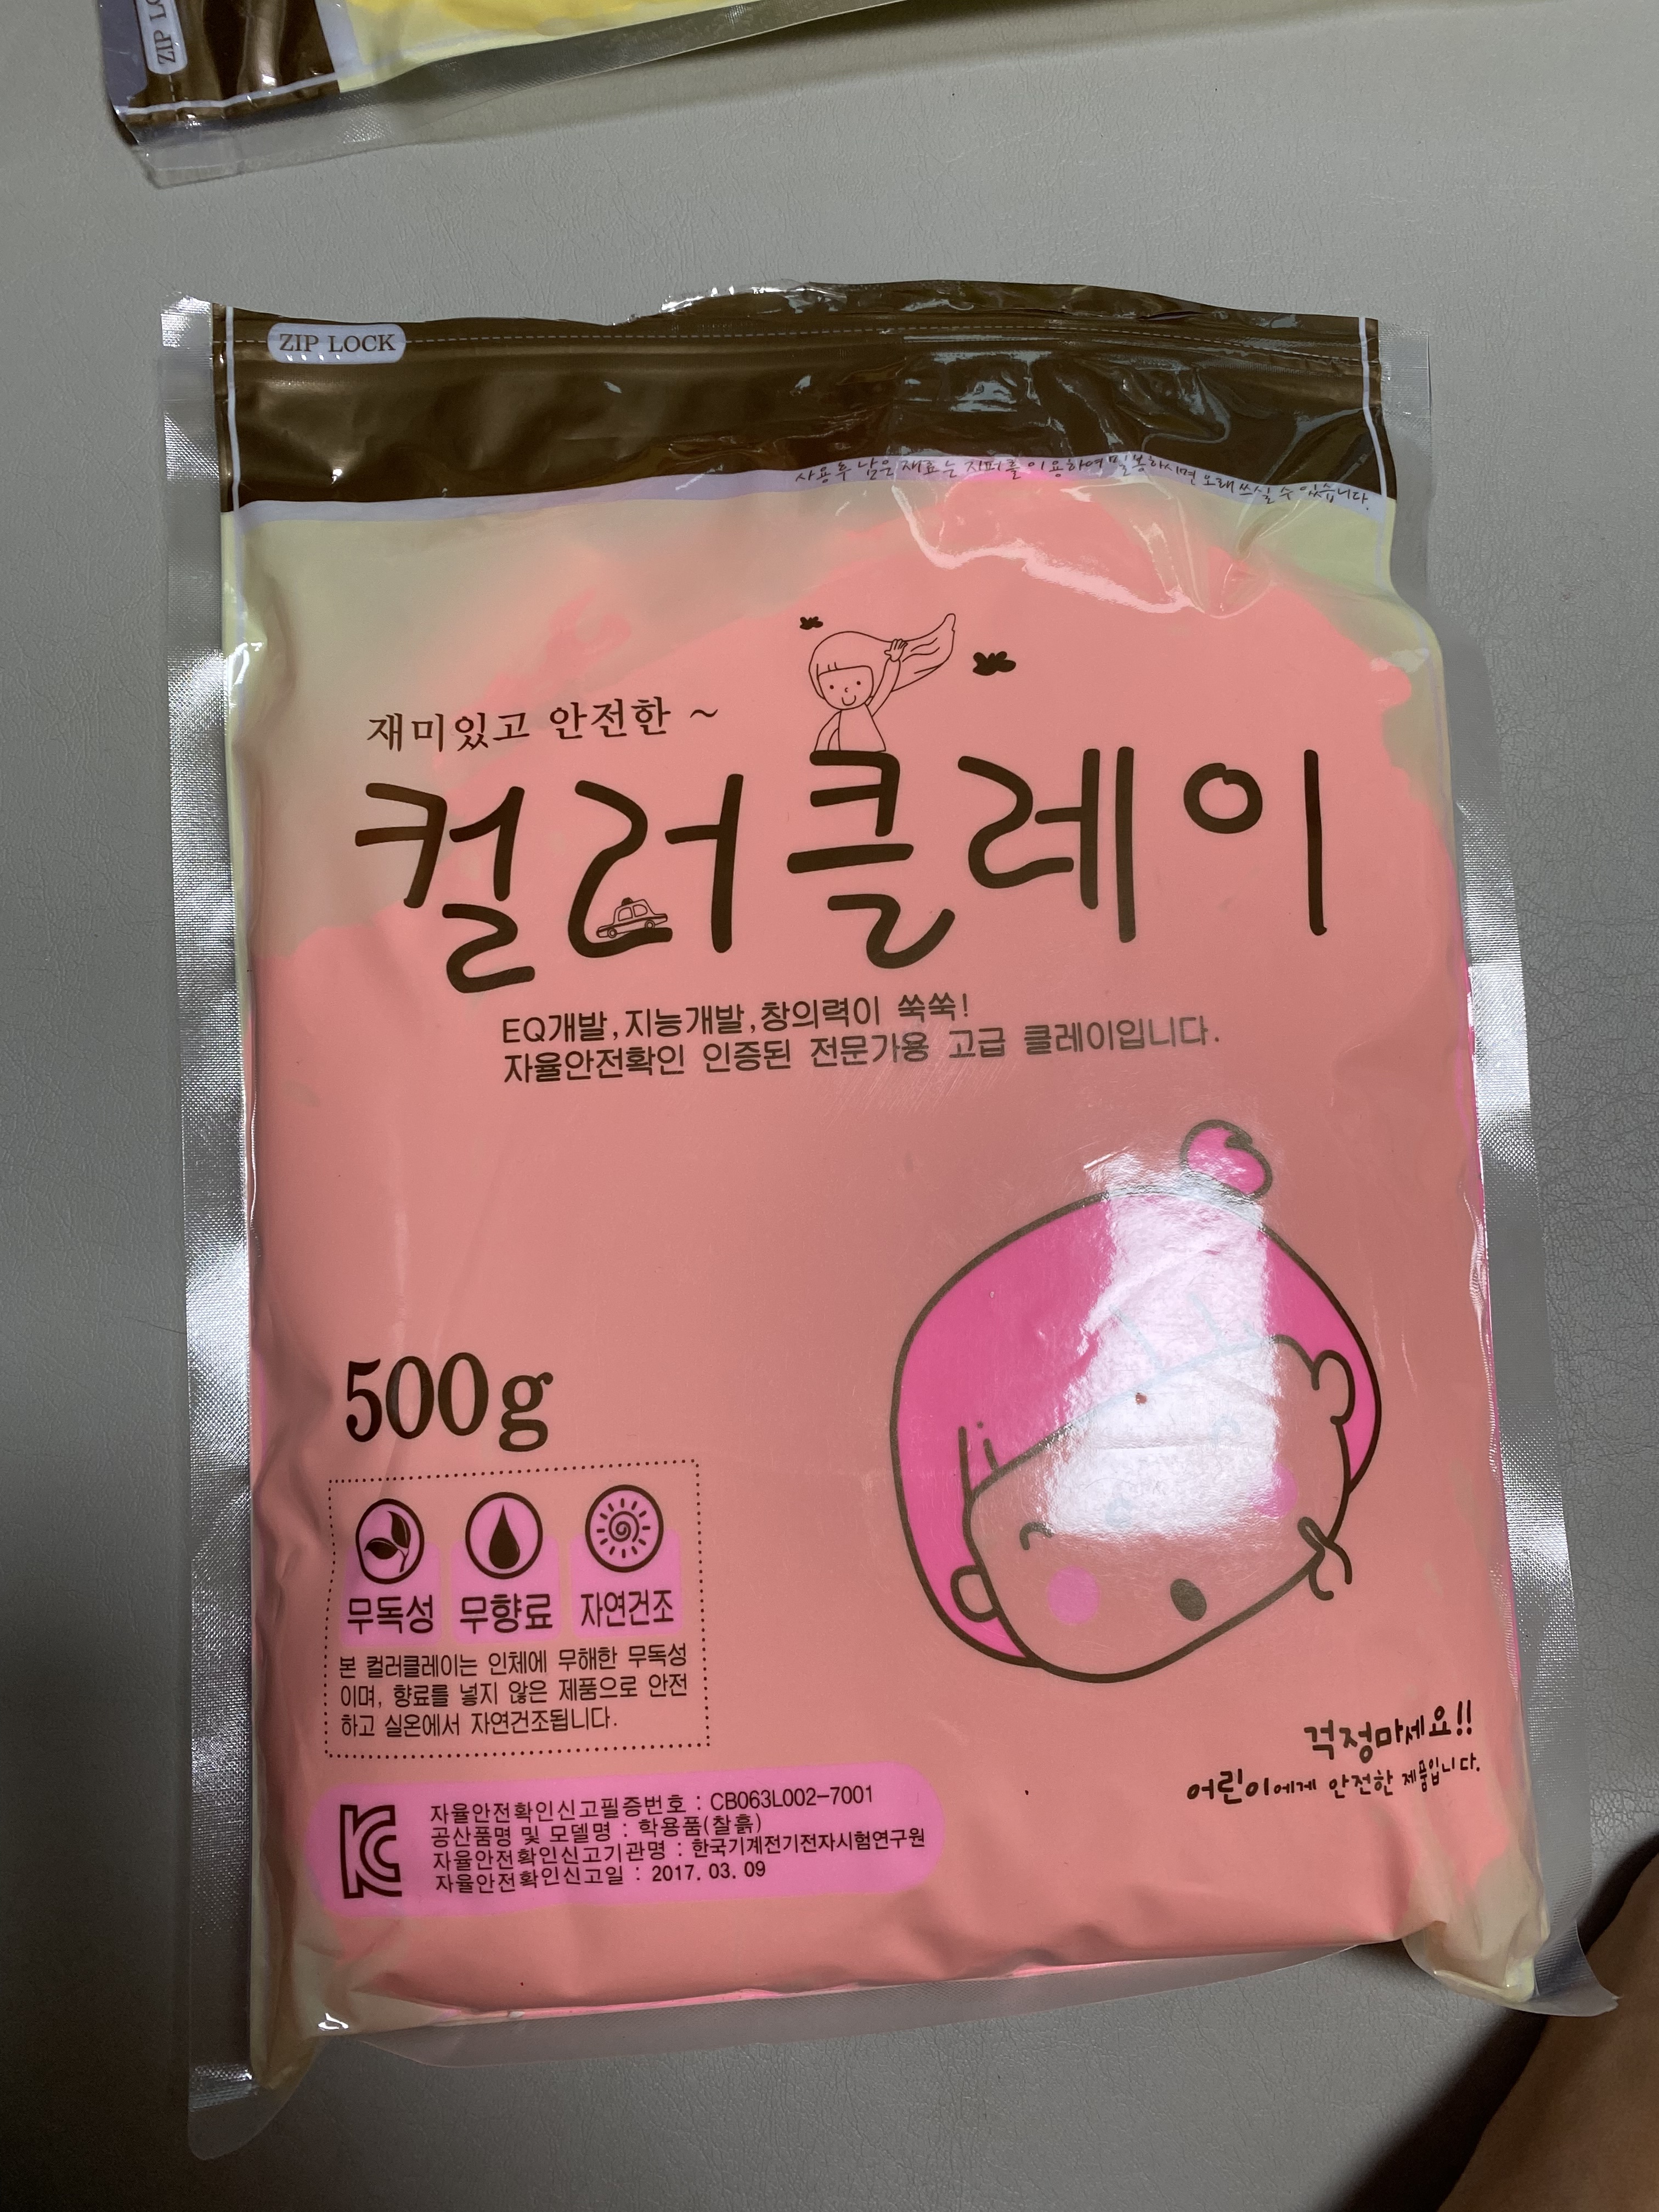 ZIP LO
ZIP LOCK
사용후 남은 재료는 지퍼를 이용하여 밀봉하시면 오래 쓰실 수 있습니다.
재미있고 안전한 ~
컬러클레이
EQ개발,지능개발,창의력이 쑥쑥!
자율안전확인 인증된 전문가용 고급 클레이입니다.
500g
무독성 무향료 자연건조
본 컬러클레이는 인체에 무해한 무독성
이며, 향료를 넣지 않은 제품으로 안전
하고 실온에서 자연건조됩니다.
걱정마세요!!
어린이에게 안전한 제품입니다.
자율안전확인신고필증번호 : CB063L002-7001
공산품명 및 모델명 : 학용품(찰흙)
자율안전확인신고기관명 : 한국기계전기전자시험연구원
자율안전확인신고일 : 2017. 03. 09